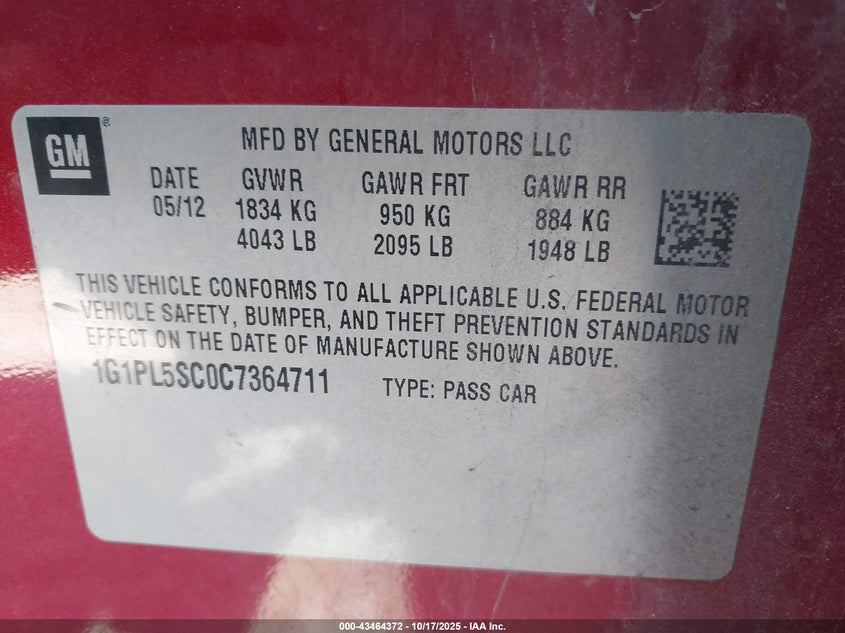 GM ®
MFD BY GENERAL MOTORS LLC
DATE GVWR GAWR FRT GAWR RR
05/12 1834 KG 950 KG 884 KG
4043 LB 2095 LB 1948 LB
THIS VEHICLE CONFORMS TO ALL APPLICABLE U.S. FEDERAL MOTOR
VEHICLE SAFETY, BUMPER, AND THEFT PREVENTION STANDARDS IN
EFFECT ON THE DATE OF MANUFACTURE SHOWN ABOVE.
1G1PL5SC0C7364711 TYPE: PASS CAR
000-43464372 - 10/17/2025 - IAA Inc.